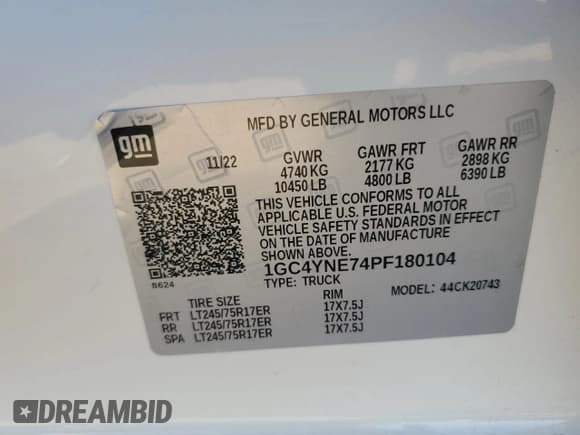 MFD BY GENERAL MOTORS LLC
gm
11/22 GVWR GAWR FRT GAWR RR
4740 KG 2177 KG 2898 KG
10450 LB 4800 LB 6390 LB
THIS VEHICLE CONFORMS TO ALL
APPLICABLE U.S. FEDERAL MOTOR
VEHICLE SAFETY STANDARDS IN EFFECT
ON THE DATE OF MANUFACTURE
SHOWN ABOVE.
1GC4YNE74PF180104
8624 TYPE: TRUCK MODEL: 44CK20743
TIRE SIZE RIM
FRT LT245/75R17ER 17X7.5J
RR LT245/75R17ER 17X7.5J
SPA LT245/75R17ER 17X7.5J
DREAMBID